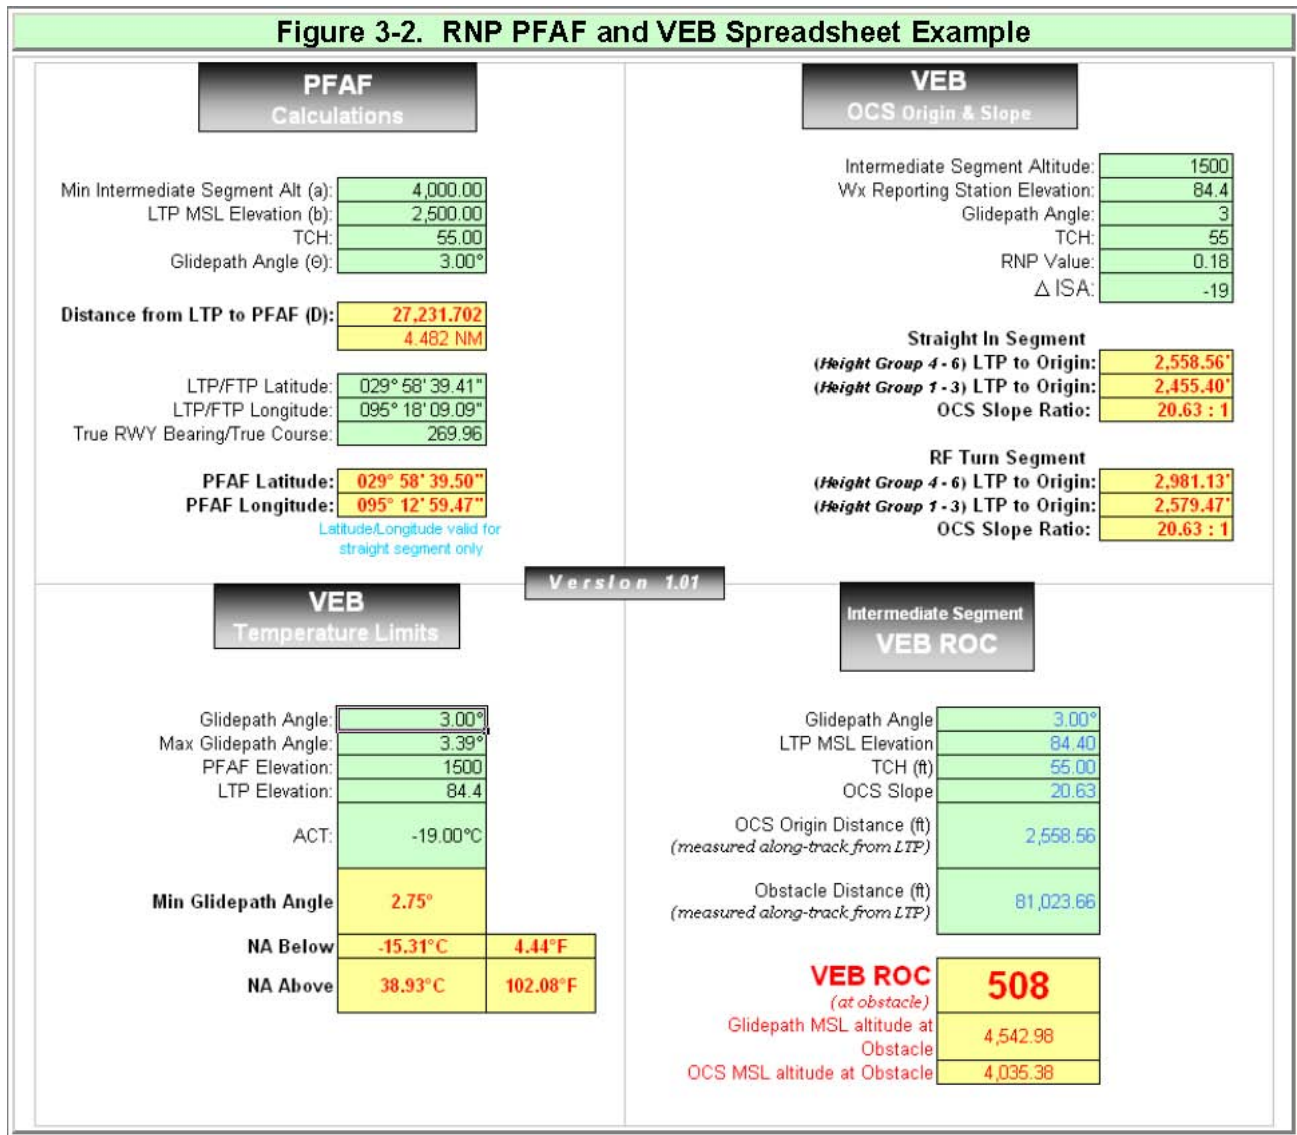 Figure 3-2. RNP PFAF and VEB Spreadsheet Example
PFAF
Calculations
Min Intermediate Segment Alt (a): 4,000.00
LTP MSL Elevation (b): 2,500.00
TCH: 55.00
Glidepath Angle (Θ): 3.00°
Distance from LTP to PFAF (D): 27,231.702
4.482 NM
LTP/FTP Latitude: 029° 58' 39.41"
LTP/FTP Longitude: 095° 18' 09.09"
True RWY Bearing/True Course: 269.96
PFAF Latitude: 029° 58' 39.50"
PFAF Longitude: 095° 12' 59.47"
Latitude/Longitude valid for
straight segment only
VEB
OCS Origin & Slope
Intermediate Segment Altitude: 1500
Wx Reporting Station Elevation: 84.4
Glidepath Angle: 3
TCH: 55
RNP Value: 0.18
Δ ISA: -19
Straight In Segment
(Height Group 4 - 6) LTP to Origin: 2,558.56'
(Height Group 1 - 3) LTP to Origin: 2,455.40'
OCS Slope Ratio: 20.63 : 1
RF Turn Segment
(Height Group 4 - 6) LTP to Origin: 2,981.13'
(Height Group 1 - 3) LTP to Origin: 2,579.47'
OCS Slope Ratio: 20.63 : 1
Version 1.01
VEB
Temperature Limits
Glidepath Angle: 3.00°
Max Glidepath Angle: 3.39°
PFAF Elevation: 1500
LTP Elevation: 84.4
ACT: -19.00°C
Min Glidepath Angle 2.75°
NA Below -15.31°C 4.44°F
NA Above 38.93°C 102.08°F
Intermediate Segment
VEB ROC
Glidepath Angle 3.00°
LTP MSL Elevation 84.40
TCH (ft) 55.00
OCS Slope 20.63
OCS Origin Distance (ft)
(measured along-track from LTP) 2,558.56
Obstacle Distance (ft)
(measured along-track from LTP) 81,023.66
VEB ROC 508
(at obstacle)
Glidepath MSL altitude at
Obstacle 4,542.98
OCS MSL altitude at Obstacle 4,035.38